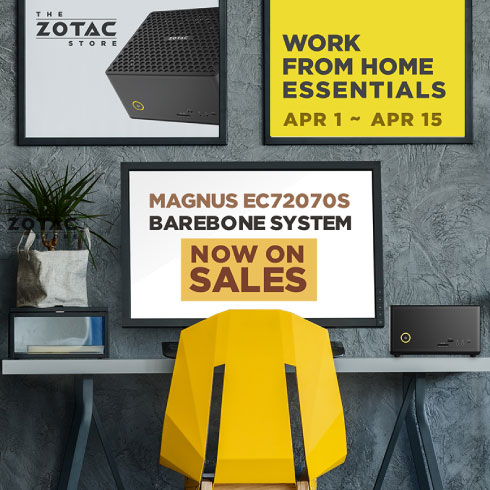 THE
ZOTAC
STORE
ZOTAC
WORK
FROM HOME
ESSENTIALS
APR 1 ~ APR 15
MAGNUS EC72070S
BAREBONE SYSTEM
NOW ON
SALES
ZOTAC